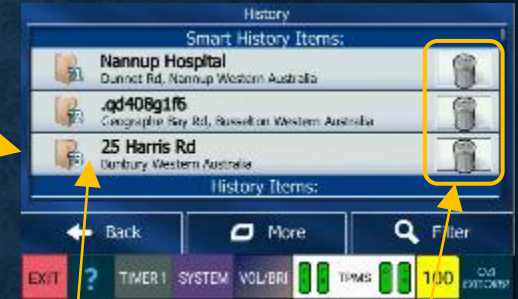 History
Smart History Items:
Nannup Hospital
Dunnet Rd, Nannup Western Australia
.qd408g1f6
Geographe Bay Rd, Busselton Western Australia
25 Harris Rd
Bunbury Western Australia
History Items:
Back More Filter
EXIT ? TIMER 1 SYSTEM VOL/BRI TPMS 100